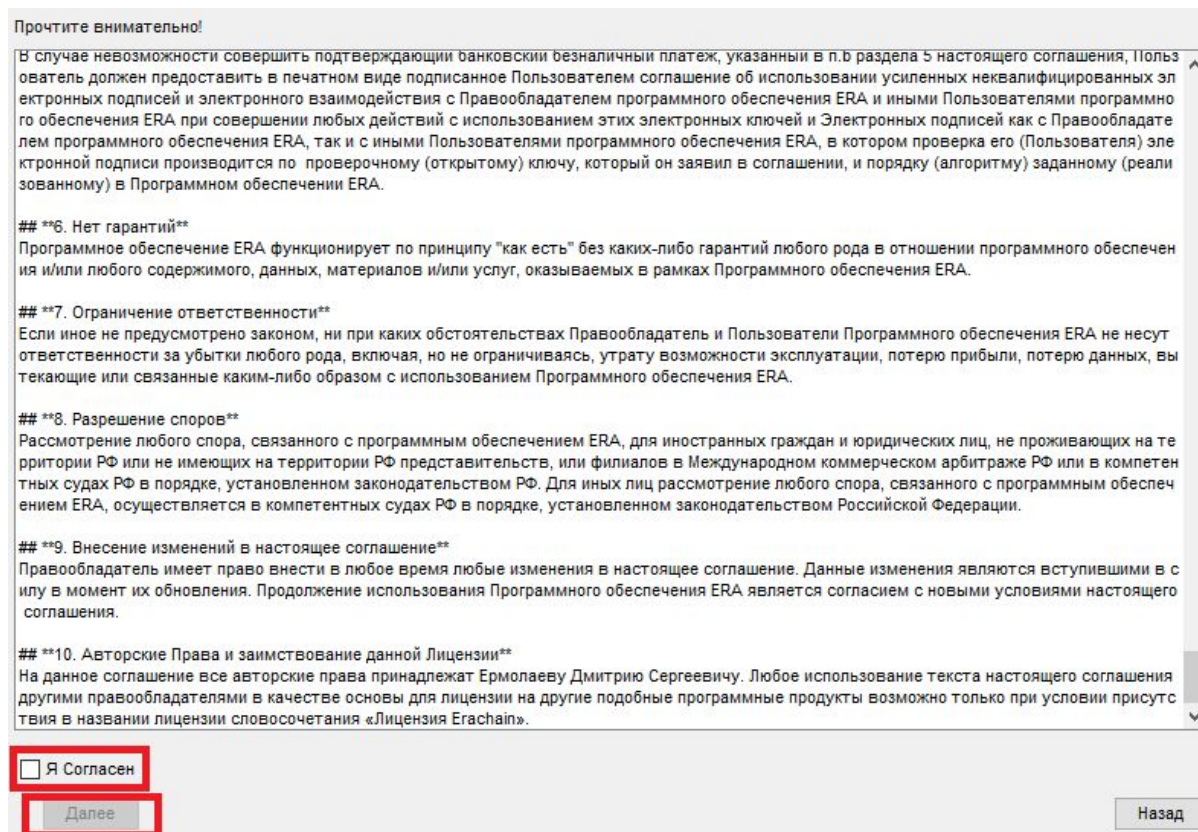 Прочтите внимательно!
В случае невозможности совершить подтверждающий банковский безналичный платеж, указанный в п.b раздела 5 настоящего соглашения, Польз
ователь должен предоставить в печатном виде подписанное Пользователем соглашение об использовании усиленных неквалифицированных эл
ектронных подписей и электронного взаимодействия с Правообладателем программного обеспечения ERA и иными Пользователями программно
го обеспечения ERA при совершении любых действий с использованием этих электронных ключей и Электронных подписей как с Правообладате
лем программного обеспечения ERA, так и с иными Пользователями программного обеспечения ERA, в котором проверка его (Пользователя) эле
ктронной подписи производится по  проверочному (открытому) ключу, который он заявил в соглашении, и порядку (алгоритму) заданному (реали
зованному) в Программном обеспечении ERA.
## **6. Нет гарантий**
Программное обеспечение ERA функционирует по принципу "как есть" без каких-либо гарантий любого рода в отношении программного обеспечен
ия и/или любого содержимого, данных, материалов и/или услуг, оказываемых в рамках Программного обеспечения ERA.
## **7. Ограничение ответственности**
Если иное не предусмотрено законом, ни при каких обстоятельствах Правообладатель и Пользователи Программного обеспечения ERA не несут
ответственности за убытки любого рода, включая, но не ограничиваясь, утрату возможности эксплуатации, потерю прибыли, потерю данных, вы
текающие или связанные каким-либо образом с использованием Программного обеспечения ERA.
## **8. Разрешение споров**
Рассмотрение любого спора, связанного с программным обеспечением ERA, для иностранных граждан и юридических лиц, не проживающих на те
рритории РФ или не имеющих на территории РФ представительств, или филиалов в Международном коммерческом арбитраже РФ или в компетен
тных судах РФ в порядке, установленном законодательством РФ. Для иных лиц рассмотрение любого спора, связанного с программным обеспеч
ением ERA, осуществляется в компетентных судах РФ в порядке, установленном законодательством Российской Федерации.
## **9. Внесение изменений в настоящее соглашение**
Правообладатель имеет право внести в любое время любые изменения в настоящее соглашение. Данные изменения являются вступившими в с
илу в момент их обновления. Продолжение использования Программного обеспечения ERA является согласием с новыми условиями настоящего
соглашения.
## **10. Авторские Права и заимствование данной Лицензии**
На данное соглашение все авторские права принадлежат Ермолаеву Дмитрию Сергеевичу. Любое использование текста настоящего соглашения
другими правообладателями в качестве основы для лицензии на другие подобные программные продукты возможно только при условии присутс
твия в названии лицензии словосочетания «Лицензия Erachain».
Я Согласен
Далее
Назад